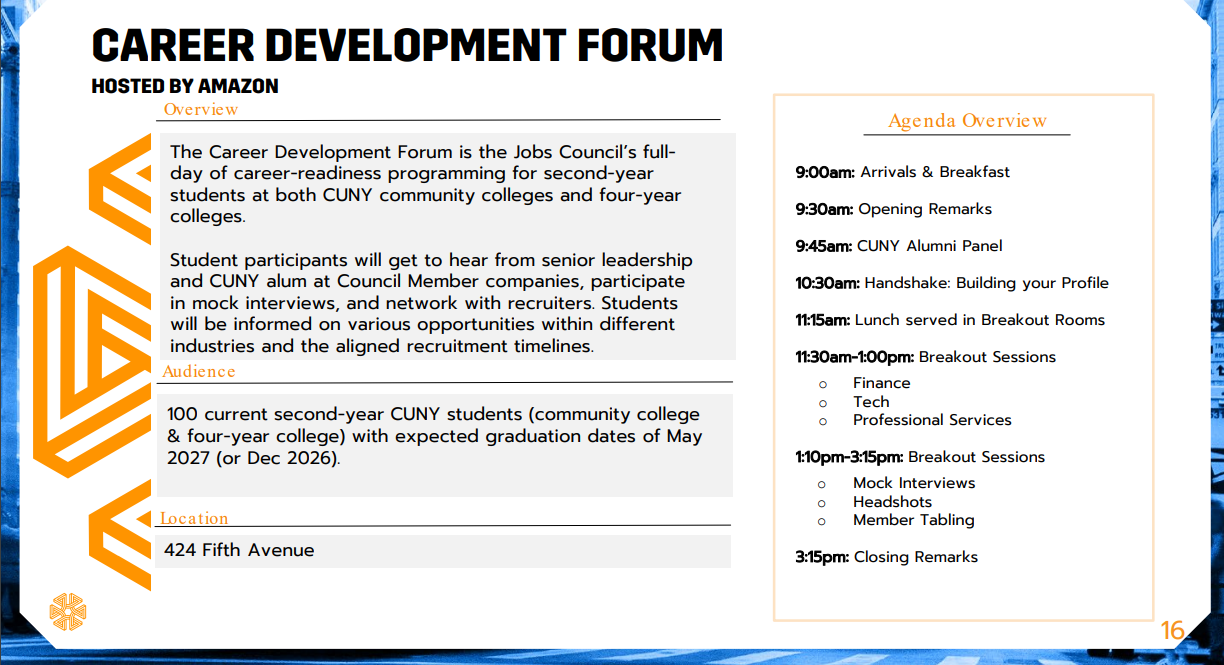 CAREER DEVELOPMENT FORUM
HOSTED BY AMAZON
Overview
The Career Development Forum is the Jobs Council’s full-
day of career-readiness programming for second-year
students at both CUNY community colleges and four-year
colleges.
Student participants will get to hear from senior leadership
and CUNY alum at Council Member companies, participate
in mock interviews, and network with recruiters. Students
will be informed on various opportunities within different
industries and the aligned recruitment timelines.
Audience
100 current second-year CUNY students (community college
& four-year college) with expected graduation dates of May
2027 (or Dec 2026).
Location
424 Fifth Avenue
Agenda Overview
9:00am: Arrivals & Breakfast
9:30am: Opening Remarks
9:45am: CUNY Alumni Panel
10:30am: Handshake: Building your Profile
11:15am: Lunch served in Breakout Rooms
11:30am-1:00pm: Breakout Sessions
o Finance
o Tech
o Professional Services
1:10pm-3:15pm: Breakout Sessions
o Mock Interviews
o Headshots
o Member Tabling
3:15pm: Closing Remarks
16